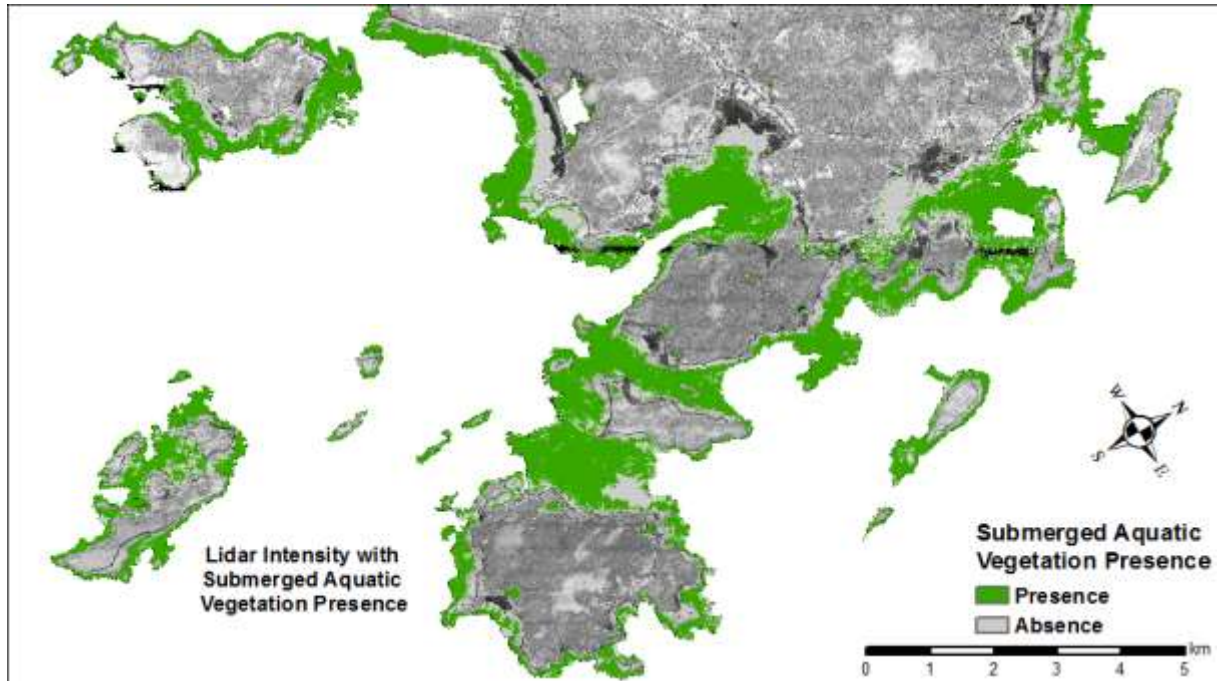 W
N
S
E
Lidar Intensity with
Submerged Aquatic
Vegetation Presence
Submerged Aquatic
Vegetation Presence
Presence
Absence
km
0 1 2 3 4 5